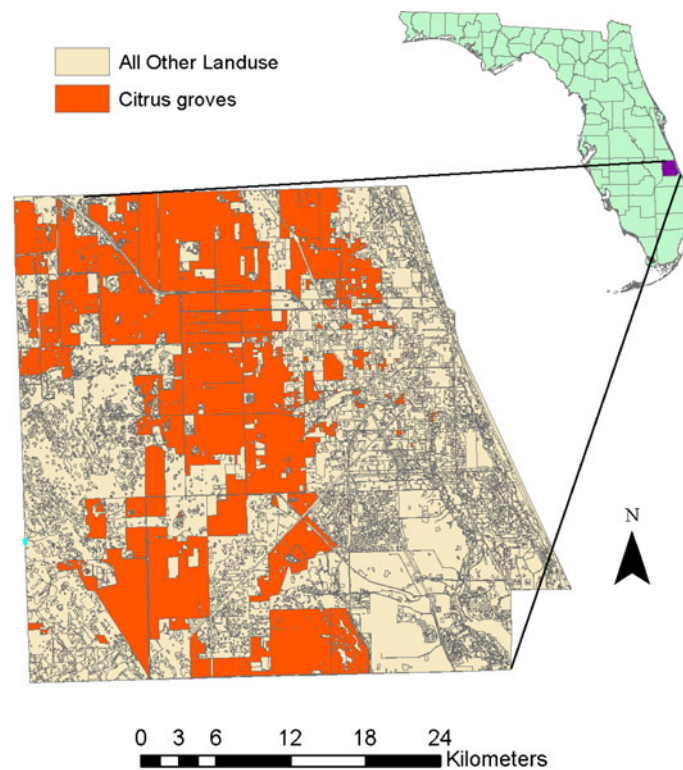 All Other Landuse
Citrus groves
N
0 3 6 12 18 24
Kilometers